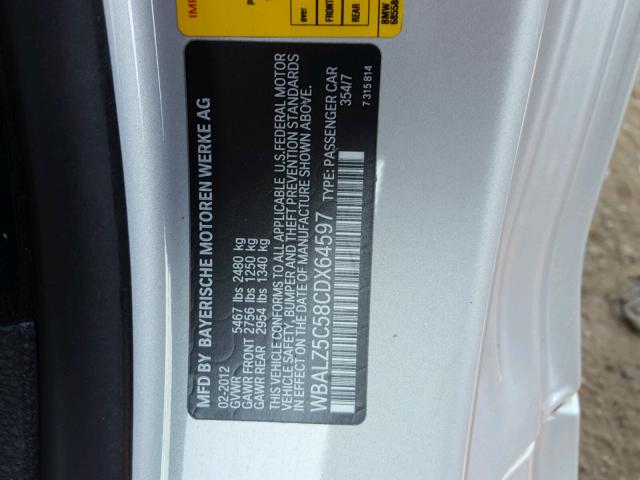 MFD BY BAYERISCHE MOTOREN WERKE AG
02-2012
GVWR 5467 lbs 2480 kg
GAWR FRONT 2756 lbs 1250 kg
GAWR REAR 2954 lbs 1340 kg
THIS VEHICLE CONFORMS TO ALL APPLICABLE U.S.FEDERAL MOTOR
VEHICLE SAFETY, BUMPER AND THEFT PREVENTION STANDARDS
IN EFFECT ON THE DATE OF MANUFACTURE SHOWN ABOVE.
WBALZ5C58CDX64597 TYPE: PASSENGER CAR
354/7
7 315 814
over
FRONT
REAR
BMW